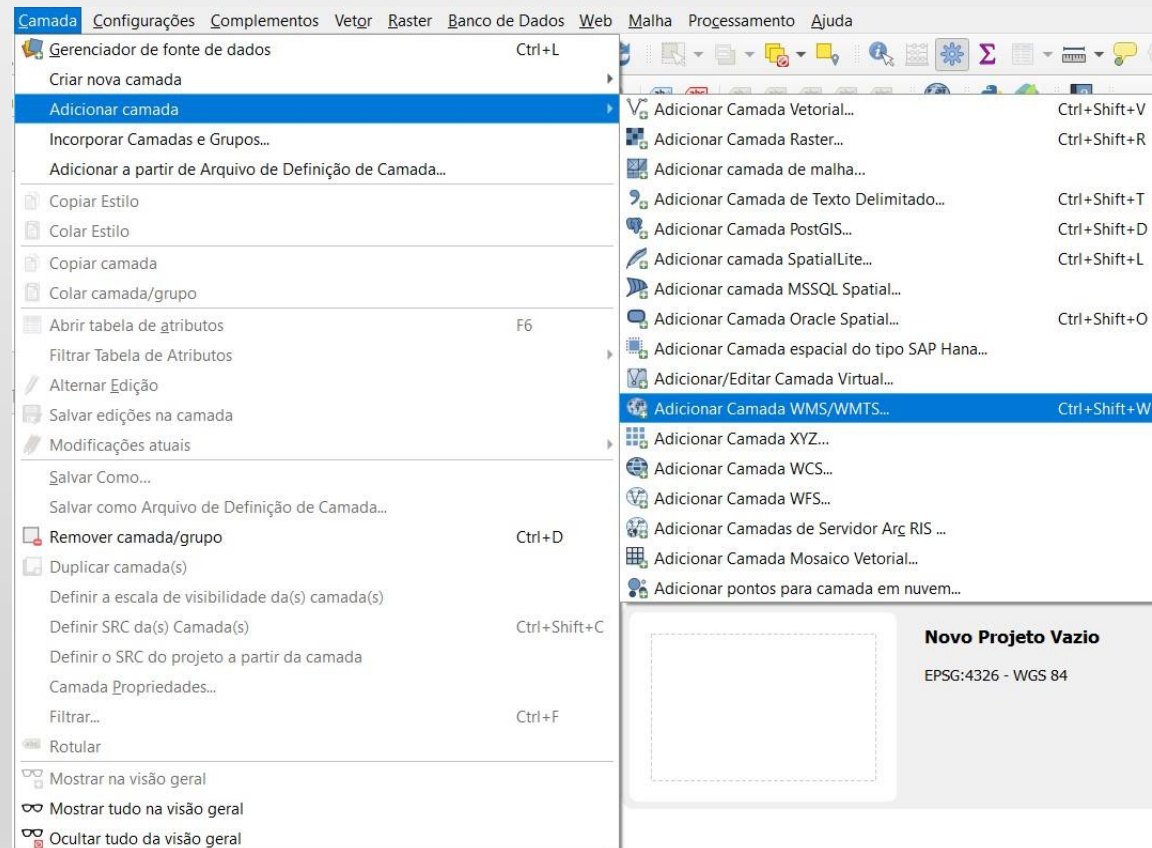 Camada Configurações Complementos Vetor Raster Banco de Dados Web Malha Processamento Ajuda
Gerenciador de fonte de dados Ctrl+L
Criar nova camada
Adicionar camada
Incorporar Camadas e Grupos...
Adicionar a partir de Arquivo de Definição de Camada...
Copiar Estilo
Colar Estilo
Copiar camada
Colar camada/grupo
Abrir tabela de atributos F6
Filtrar Tabela de Atributos
Alternar Edição
Salvar edições na camada
Modificações atuais
Salvar Como...
Salvar como Arquivo de Definição de Camada...
Remover camada/grupo Ctrl+D
Duplicar camada(s)
Definir a escala de visibilidade da(s) camada(s)
Definir SRC da(s) Camada(s) Ctrl+Shift+C
Definir o SRC do projeto a partir da camada
Camada Propriedades...
Filtrar... Ctrl+F
Rotular
Mostrar na visão geral
Mostrar tudo na visão geral
Ocultar tudo da visão geral
Adicionar Camada Vetorial... Ctrl+Shift+V
Adicionar Camada Raster... Ctrl+Shift+R
Adicionar camada de malha...
Adicionar Camada de Texto Delimitado... Ctrl+Shift+T
Adicionar Camada PostGIS... Ctrl+Shift+D
Adicionar camada SpatialLite... Ctrl+Shift+L
Adicionar camada MSSQL Spatial...
Adicionar Camada Oracle Spatial... Ctrl+Shift+O
Adicionar Camada espacial do tipo SAP Hana...
Adicionar/Editar Camada Virtual...
Adicionar Camada WMS/WMTS... Ctrl+Shift+W
Adicionar Camada XYZ...
Adicionar Camada WCS...
Adicionar Camada WFS...
Adicionar Camadas de Servidor Arc RIS ...
Adicionar Camada Mosaico Vetorial...
Adicionar pontos para camada em nuvem...
Novo Projeto Vazio
EPSG:4326 - WGS 84